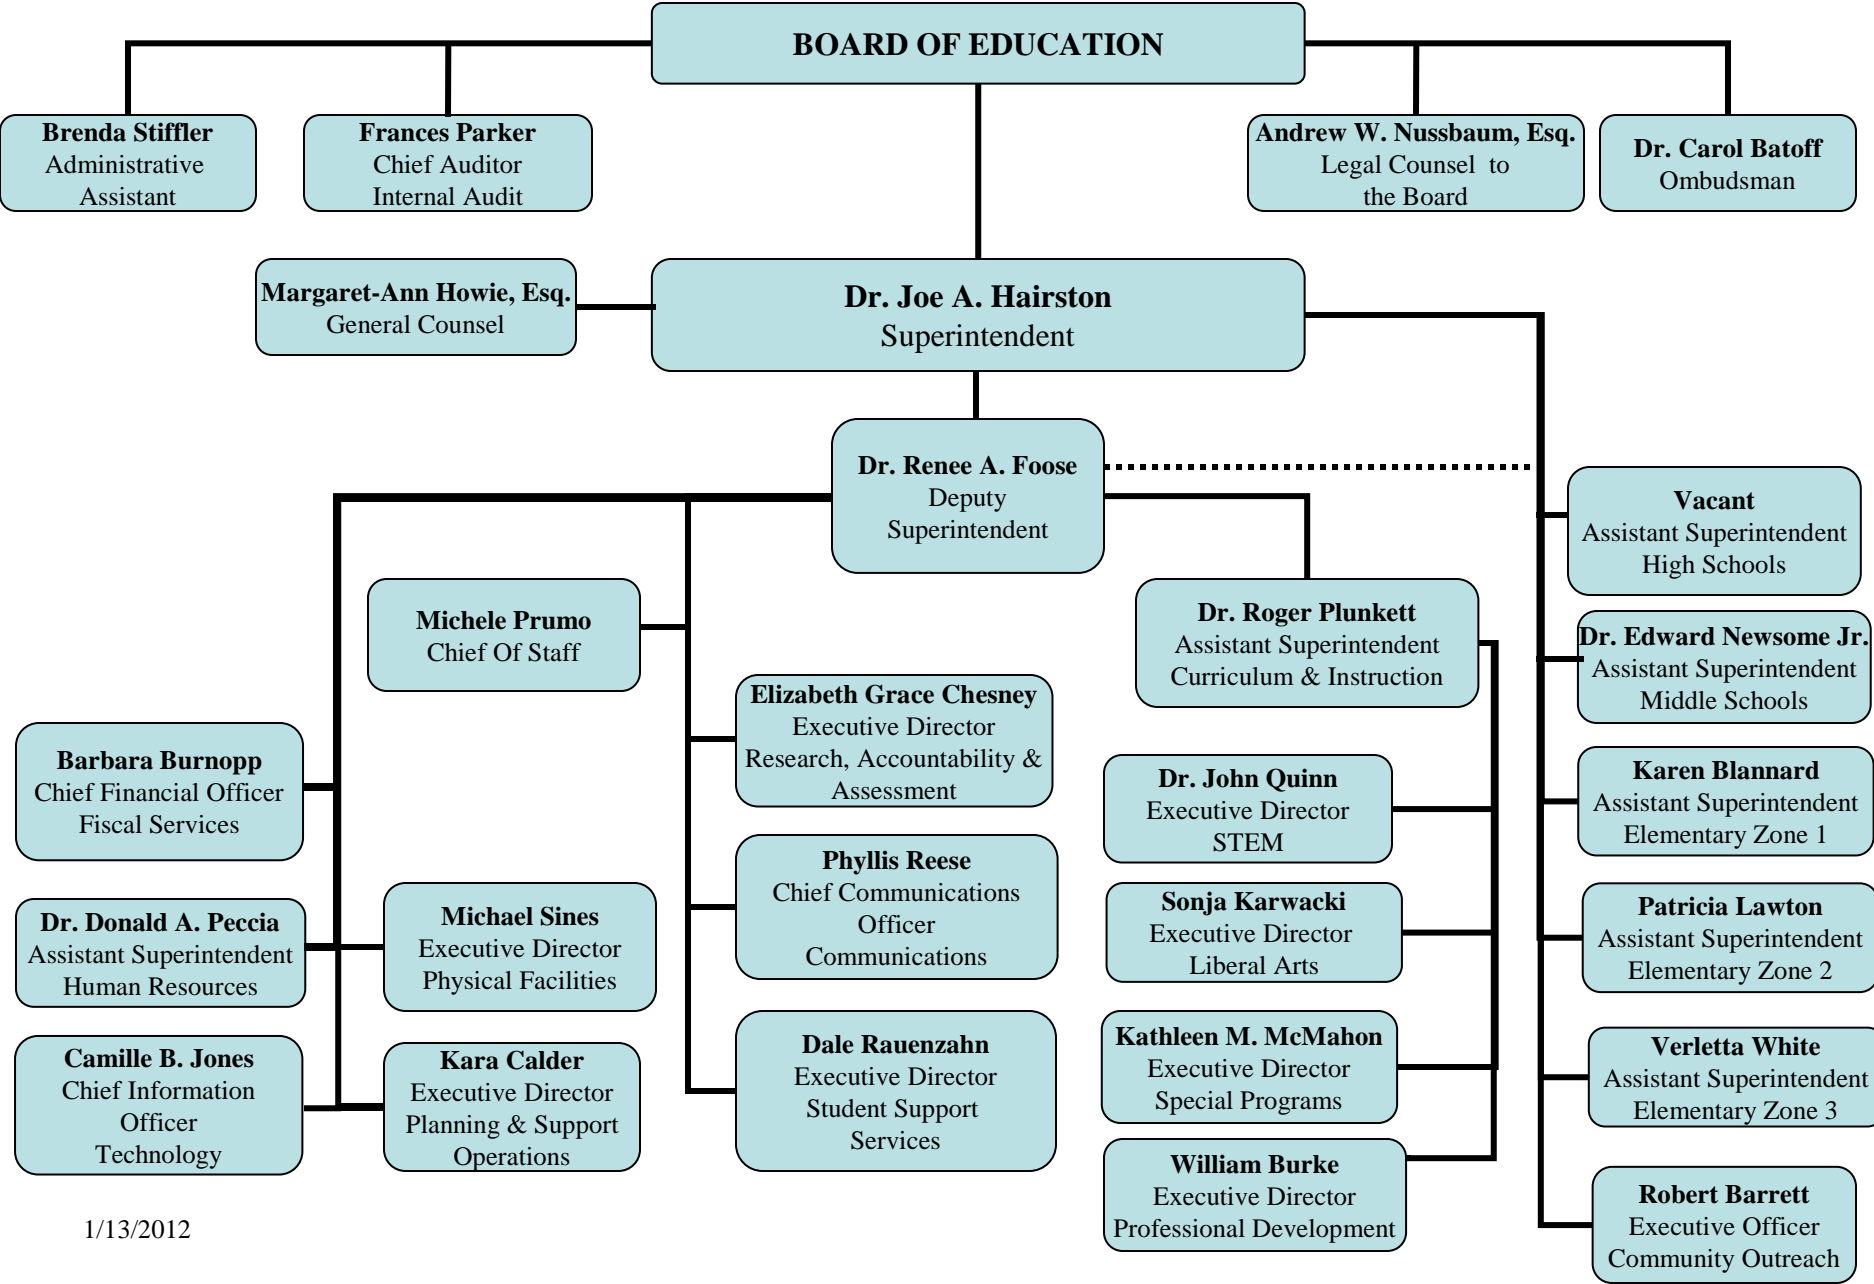 BOARD OF EDUCATION
Brenda Stiffler
Administrative
Assistant
Frances Parker
Chief Auditor
Internal Audit
Andrew W. Nussbaum, Esq.
Legal Counsel to
the Board
Dr. Carol Batoff
Ombudsman
Margaret-Ann Howie, Esq.
General Counsel
Dr. Joe A. Hairston
Superintendent
Dr. Renee A. Foose
Deputy
Superintendent
Vacant
Assistant Superintendent
High Schools
Michele Prumo
Chief Of Staff
Dr. Roger Plunkett
Assistant Superintendent
Curriculum & Instruction
Dr. Edward Newsome Jr.
Assistant Superintendent
Middle Schools
Elizabeth Grace Chesney
Executive Director
Research, Accountability &
Assessment
Barbara Burnopp
Chief Financial Officer
Fiscal Services
Dr. John Quinn
Executive Director
STEM
Karen Blannard
Assistant Superintendent
Elementary Zone 1
Phyllis Reese
Chief Communications
Officer
Communications
Dr. Donald A. Peccia
Assistant Superintendent
Human Resources
Michael Sines
Executive Director
Physical Facilities
Sonja Karwacki
Executive Director
Liberal Arts
Patricia Lawton
Assistant Superintendent
Elementary Zone 2
Camille B. Jones
Chief Information
Officer
Technology
Kara Calder
Executive Director
Planning & Support
Operations
Dale Rauenzahn
Executive Director
Student Support
Services
Kathleen M. McMahon
Executive Director
Special Programs
Verletta White
Assistant Superintendent
Elementary Zone 3
William Burke
Executive Director
Professional Development
Robert Barrett
Executive Officer
Community Outreach
1/13/2012